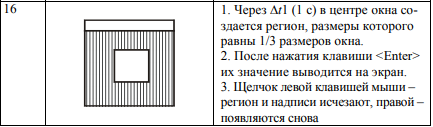 16
1. Через Δt1 (1 с) в центре окна со-
здается регион, размеры которого
равны 1/3 размеров окна.
2. После нажатия клавиши <Enter>
их значение выводится на экран.
3. Щелчок левой клавишей мыши –
регион и надписи исчезают, правой –
появляются снова